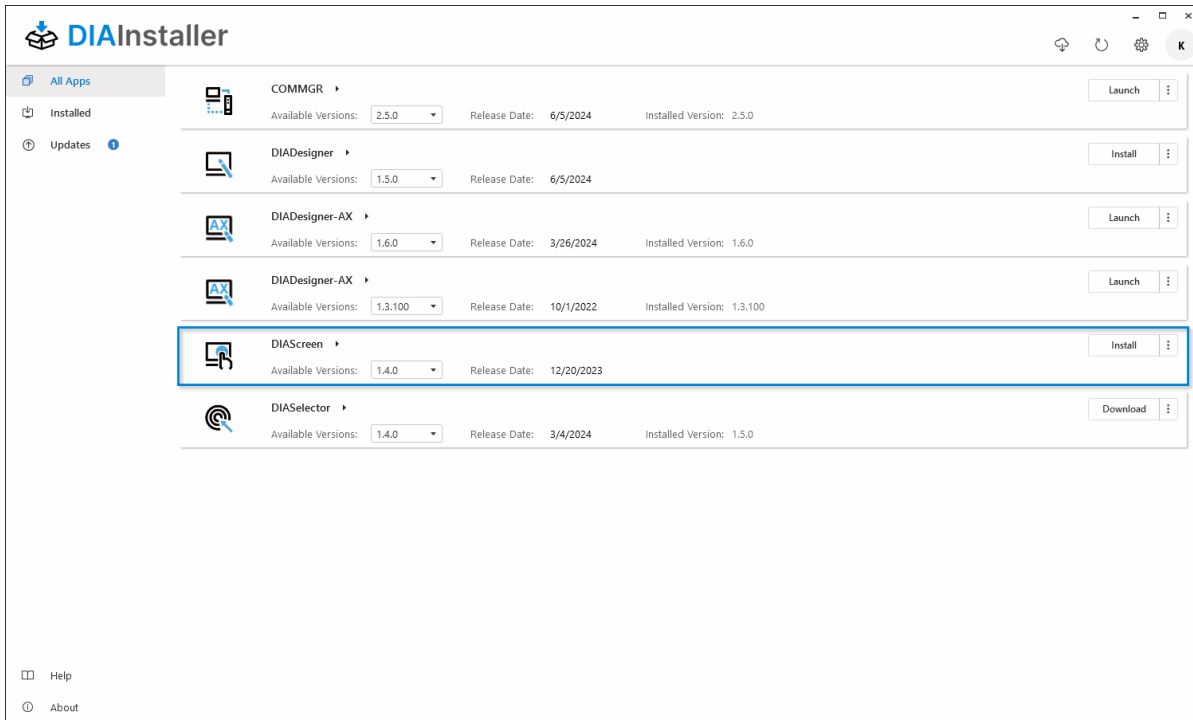 DIAInstaller
K
All Apps
Installed
Updates 1
COMMGR
Launch
Available Versions: 2.5.0 Release Date: 6/5/2024 Installed Version: 2.5.0
DIADesigner
Install
Available Versions: 1.5.0 Release Date: 6/5/2024
AX
DIADesigner-AX
Launch
Available Versions: 1.6.0 Release Date: 3/26/2024 Installed Version: 1.6.0
AX
DIADesigner-AX
Launch
Available Versions: 1.3.100 Release Date: 10/1/2022 Installed Version: 1.3.100
DIAScreen
Install
Available Versions: 1.4.0 Release Date: 12/20/2023
DIASelector
Download
Available Versions: 1.4.0 Release Date: 3/4/2024 Installed Version: 1.5.0
Help
About